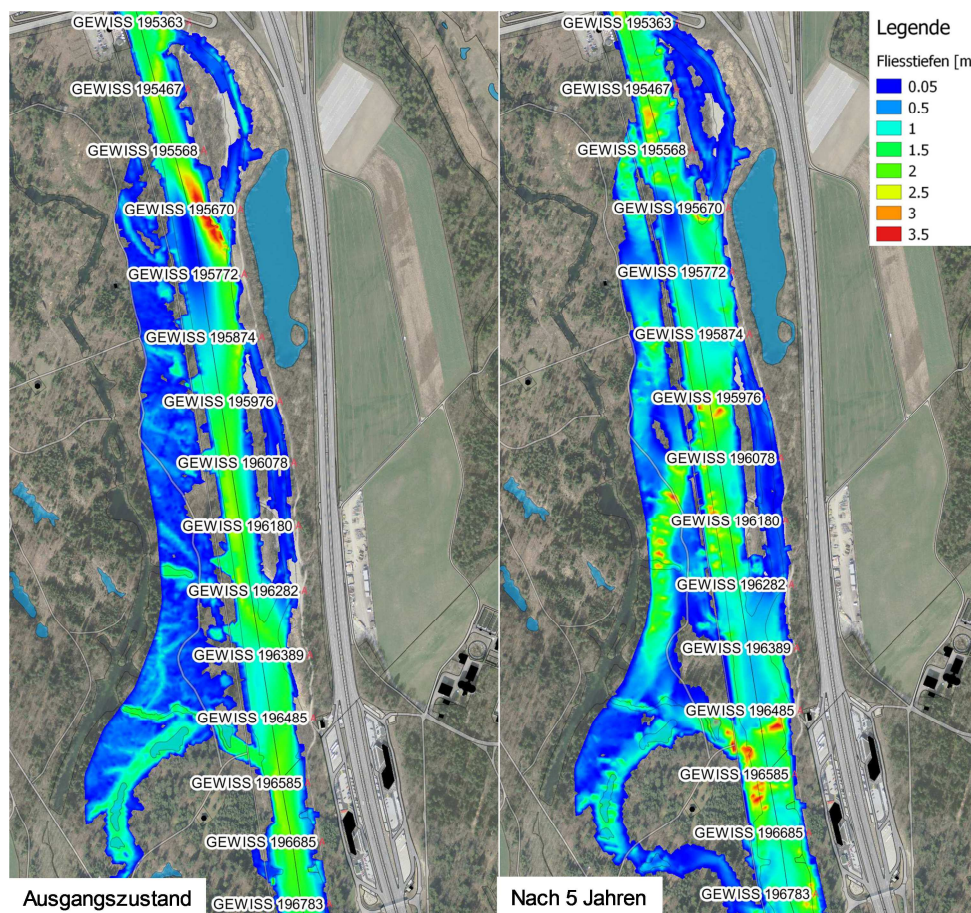 GEWISS 195363
GEWISS 195467
GEWISS 195568
GEWISS 195670
GEWISS 195772
GEWISS 195874
GEWISS 195976
GEWISS 196078
GEWISS 196180
GEWISS 196282
GEWISS 196389
GEWISS 196485
GEWISS 196585
GEWISS 196685
GEWISS 196783
Ausgangszustand
GEWISS 195363
GEWISS 195467
GEWISS 195568
GEWISS 195670
GEWISS 195772
GEWISS 195874
GEWISS 195976
GEWISS 196078
GEWISS 196180
GEWISS 196282
GEWISS 196389
GEWISS 196485
GEWISS 196585
GEWISS 196685
GEWISS 196783
Nach 5 Jahren
Legende
Fliesstiefen [m
0.05
0.5
1
1.5
2
2.5
3
3.5